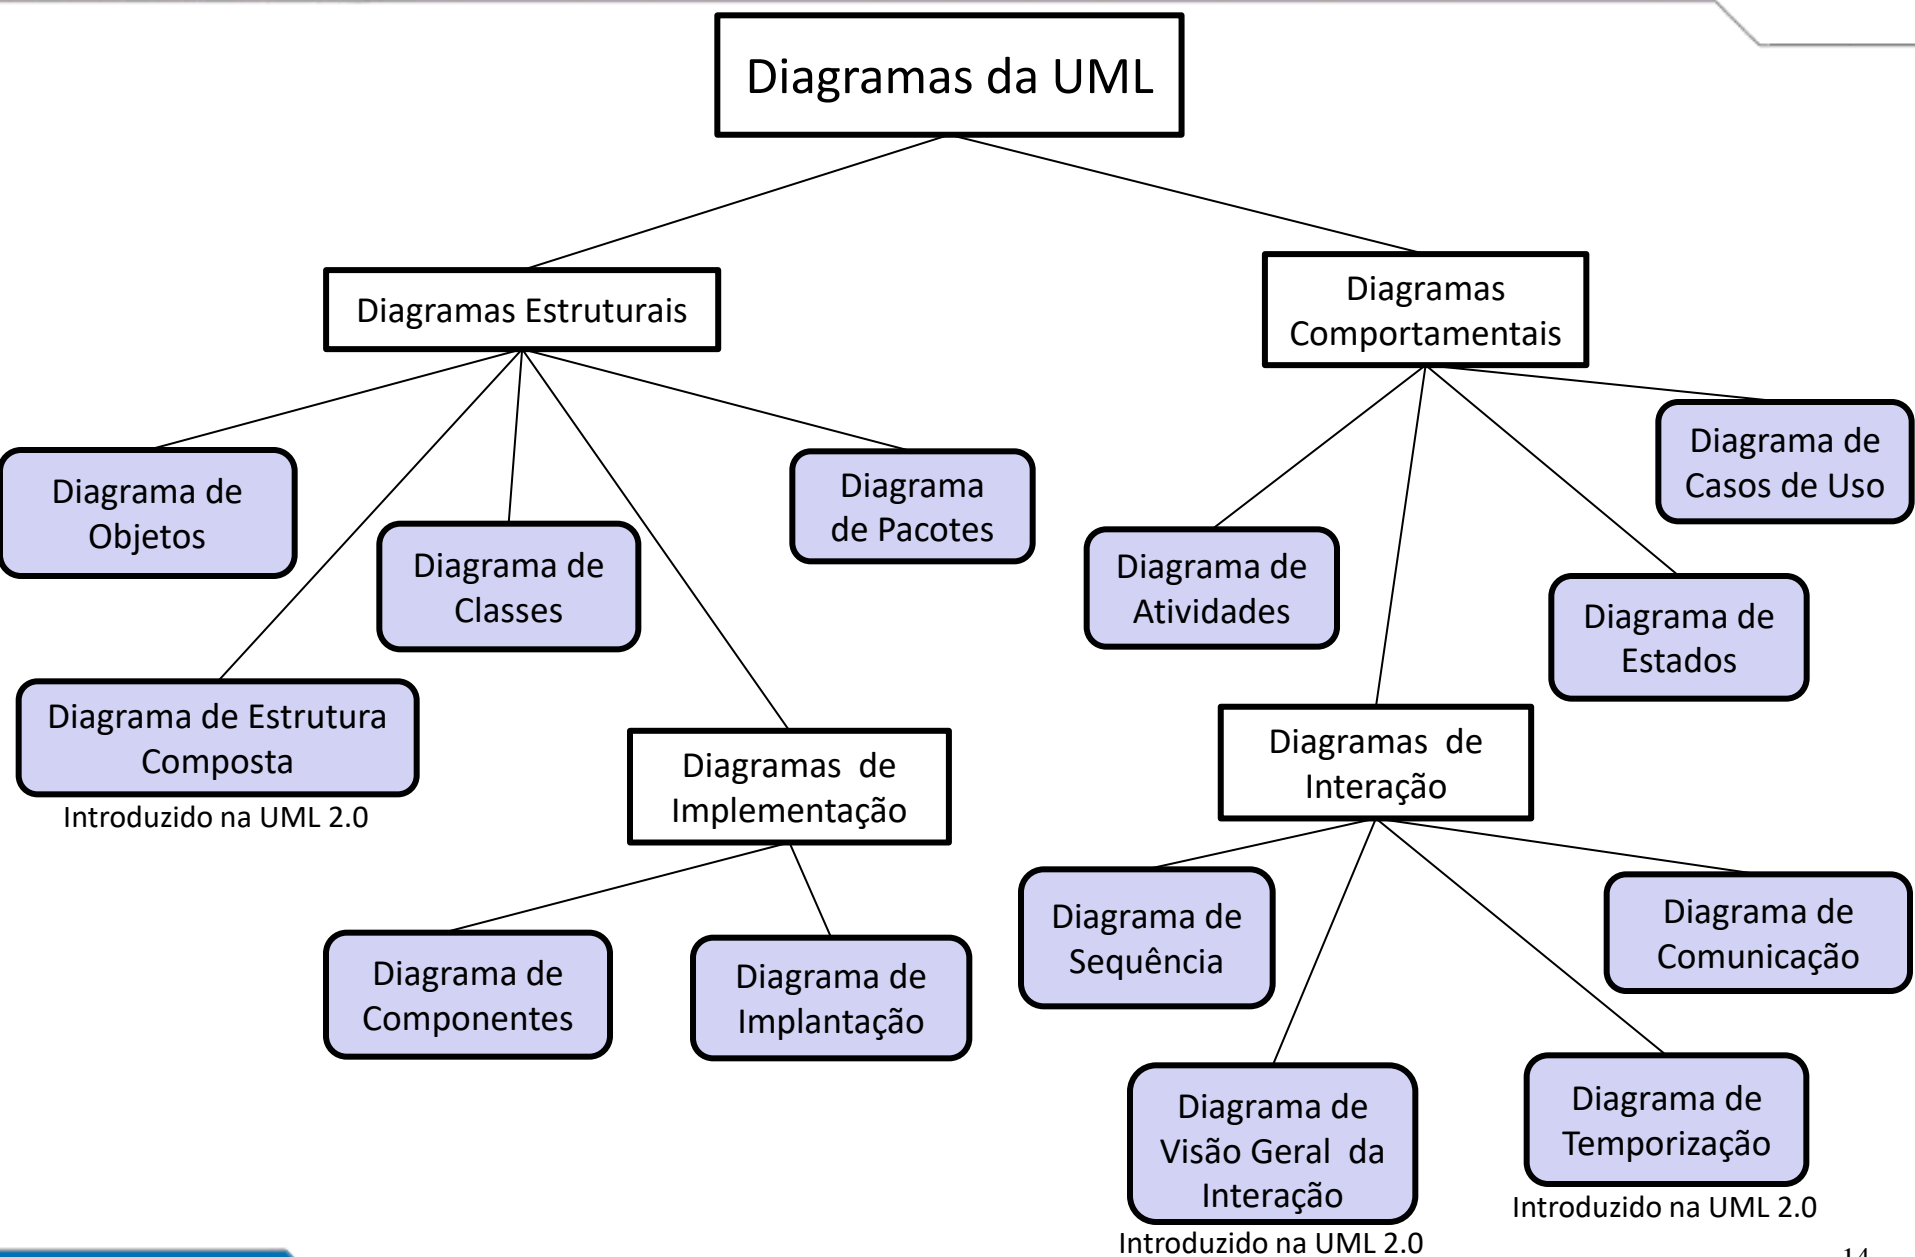 Diagramas da UML
Diagramas Estruturais
Diagramas
Comportamentais
Diagrama de
Objetos
Diagrama de
Classes
Diagrama
de Pacotes
Diagrama de Estrutura
Composta
Introduzido na UML 2.0
Diagramas de
Implementação
Diagrama de
Componentes
Diagrama de
Implantação
Diagrama de
Casos de Uso
Diagrama de
Atividades
Diagrama de
Estados
Diagramas de
Interação
Diagrama de
Sequência
Diagrama de
Comunicação
Diagrama de
Visão Geral da
Interação
Introduzido na UML 2.0
Diagrama de
Temporização
Introduzido na UML 2.0
14